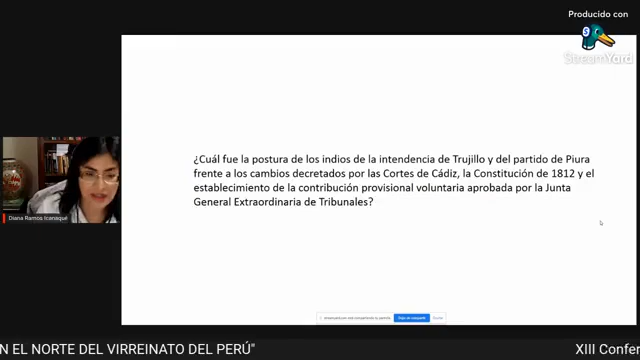 Producido con
StreamYard
¿Cuál fue la postura de los indios de la intendencia de Trujillo y del partido de Piura
frente a los cambios decretados por las Cortes de Cádiz, la Constitución de 1812 y el
establecimiento de la contribución provisional voluntaria aprobada por la Junta
General Extraordinaria de Tribunales?
Diana Ramos Icanaqué
N EL NORTE DEL VIRREINATO DEL PERÚ"
XIII Confer